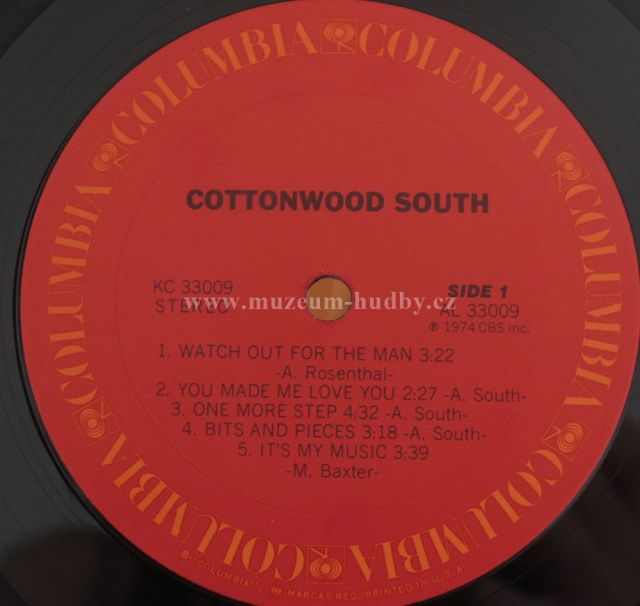 COLUMBIA COLUMBIA COLUMBIA COLUMBIA COLUMBIA COLUMBIA
COTTONWOOD SOUTH
KC 33009
STEREO
SIDE 1
AL 33009
℗ 1974 CBS Inc.
www.muzeum-hudby.cz
1. WATCH OUT FOR THE MAN 3:22
-A. Rosenthal-
2. YOU MADE ME LOVE YOU 2:27 -A. South-
3. ONE MORE STEP 4:32 -A. South-
4. BITS AND PIECES 3:18 -A. South-
5. IT'S MY MUSIC 3:39
-M. Baxter-
®"COLUMBIA", MARCAS REG. PRINTED IN U.S.A.